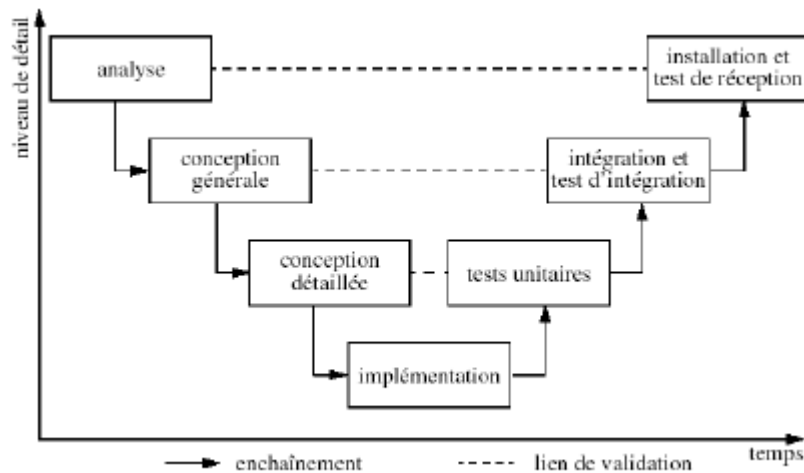 niveau de détail
analyse
installation et
test de réception
conception
générale
intégration et
test d'intégration
conception
détaillée
tests unitaires
implémentation
temps
enchaînement
lien de validation